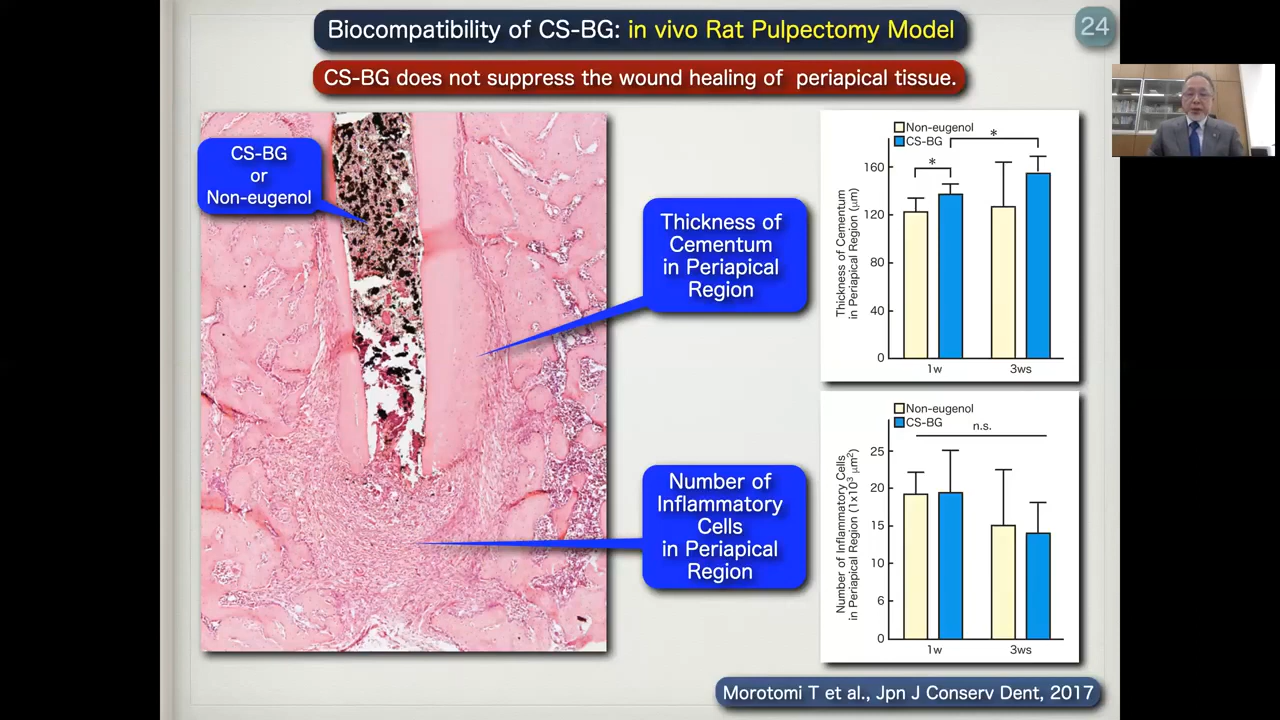 Biocompatibility of CS-BG: in vivo Rat Pulpectomy Model
24
CS-BG does not suppress the wound healing of periapical tissue.
CS-BG
or
Non-eugenol
Thickness of
Cementum
in Periapical
Region
Number of
Inflammatory
Cells
in Periapical
Region
Non-eugenol
CS-BG
*
*
160
120
80
40
0
Thickness of Cementum
in Periapical Region (μm)
1w
3ws
Non-eugenol
CS-BG
n.s.
25
20
15
10
6
0
Number of Inflammatory Cells
in Periapical Region (1x10³ μm²)
1w
3ws
Morotomi T et al., Jpn J Conserv Dent, 2017